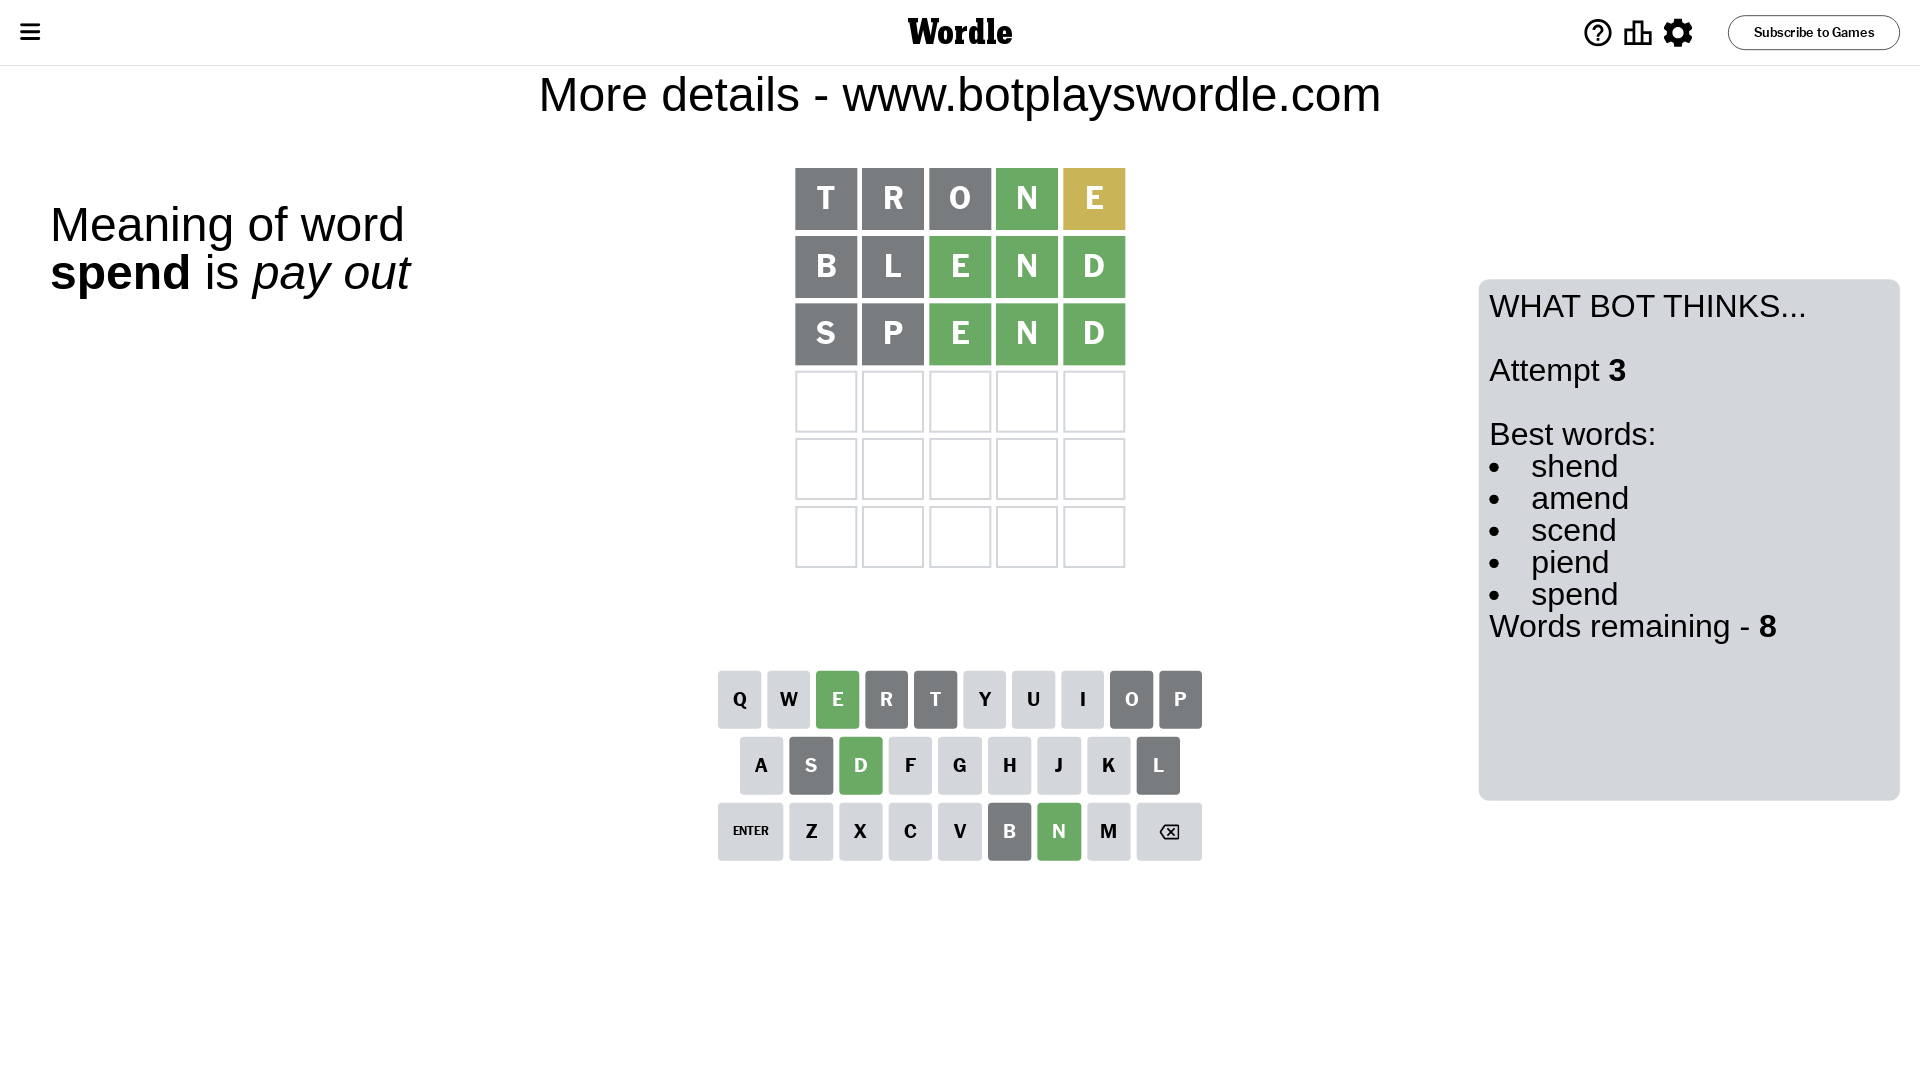 Wordle
Subscribe to Games
More details - www.botplayswordle.com
Meaning of word
spend is pay out
T R O N E
B L E N D
S P E N D
WHAT BOT THINKS...
Attempt 3
Best words:
• shend
• amend
• scend
• piend
• spend
Words remaining - 8
Q W E R T Y U I O P
A S D F G H J K L
ENTER Z X C V B N M